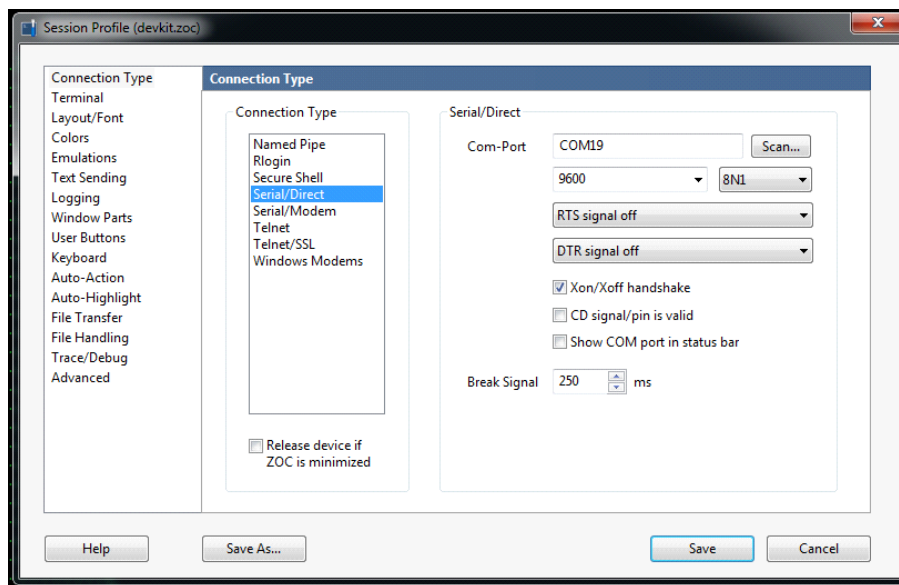 Session Profile (devkit.zoc)
Connection Type
Terminal
Layout/Font
Colors
Emulations
Text Sending
Logging
Window Parts
User Buttons
Keyboard
Auto-Action
Auto-Highlight
File Transfer
File Handling
Trace/Debug
Advanced
Connection Type
Connection Type
Named Pipe
Rlogin
Secure Shell
Serial/Direct
Serial/Modem
Telnet
Telnet/SSL
Windows Modems
Release device if
ZOC is minimized
Serial/Direct
Com-Port COM19 Scan...
9600 8N1
RTS signal off
DTR signal off
Xon/Xoff handshake
CD signal/pin is valid
Show COM port in status bar
Break Signal 250 ms
Help Save As... Save Cancel